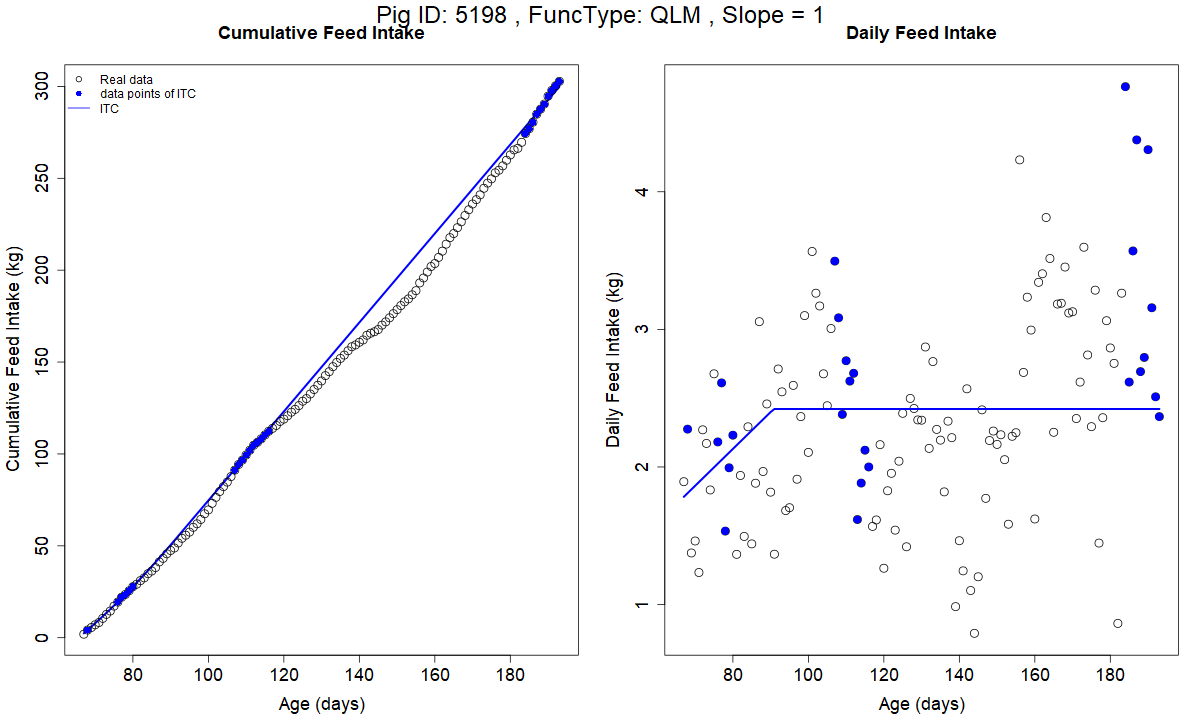 Pig ID: 5198 , FuncType: QLM , Slope = 1
Cumulative Feed Intake
Real data
data points of ITC
ITC
Cumulative Feed Intake (kg)
300
250
200
150
100
50
0
80 100 120 140 160 180
Age (days)
Daily Feed Intake
Daily Feed Intake (kg)
4
3
2
1
80 100 120 140 160 180
Age (days)